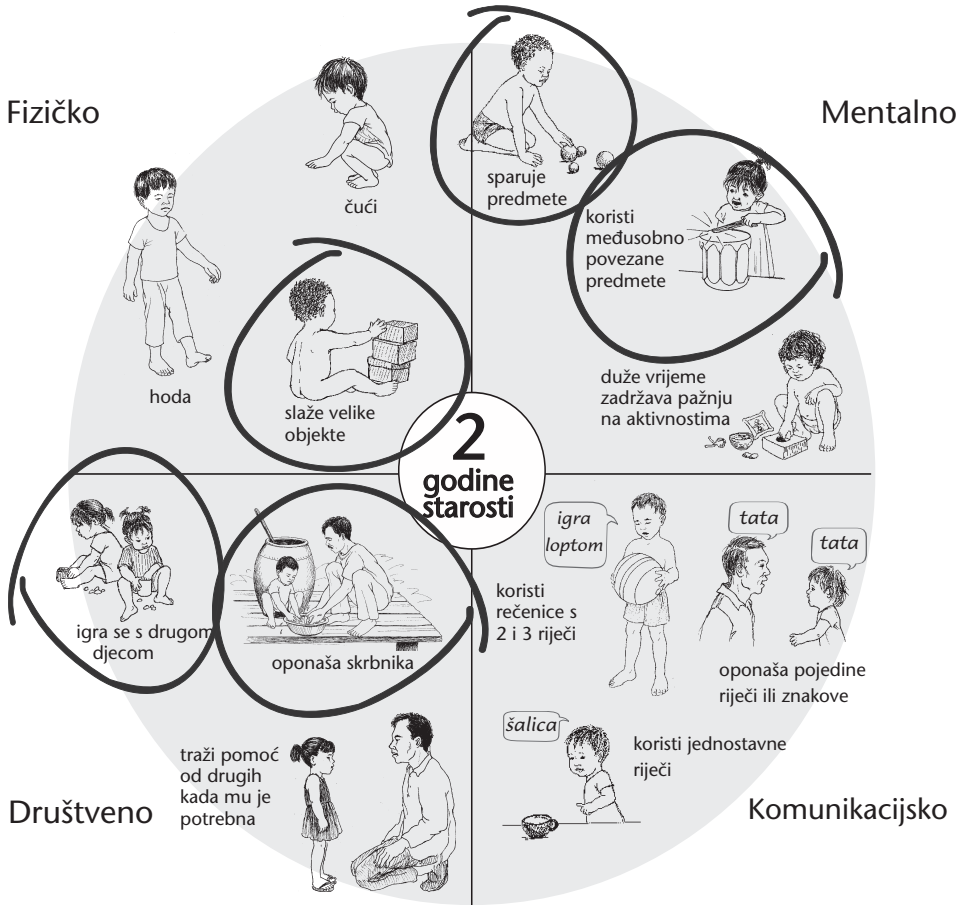 Fizičko
Mentalno
čući
hoda
slaže velike
objekte
sparuje
predmete
koristi
međusobno
povezane
predmete
duže vrijeme
zadržava pažnju
na aktivnostima
2
godine
starosti
igra se s drugom
djecom
oponaša skrbnika
traži pomoć
od drugih
kada mu je
potrebna
Društveno
igra
loptom
koristi
rečenice s
2 i 3 riječi
tata
tata
oponaša pojedine
riječi ili znakove
šalica
koristi jednostavne
riječi
Komunikacijsko